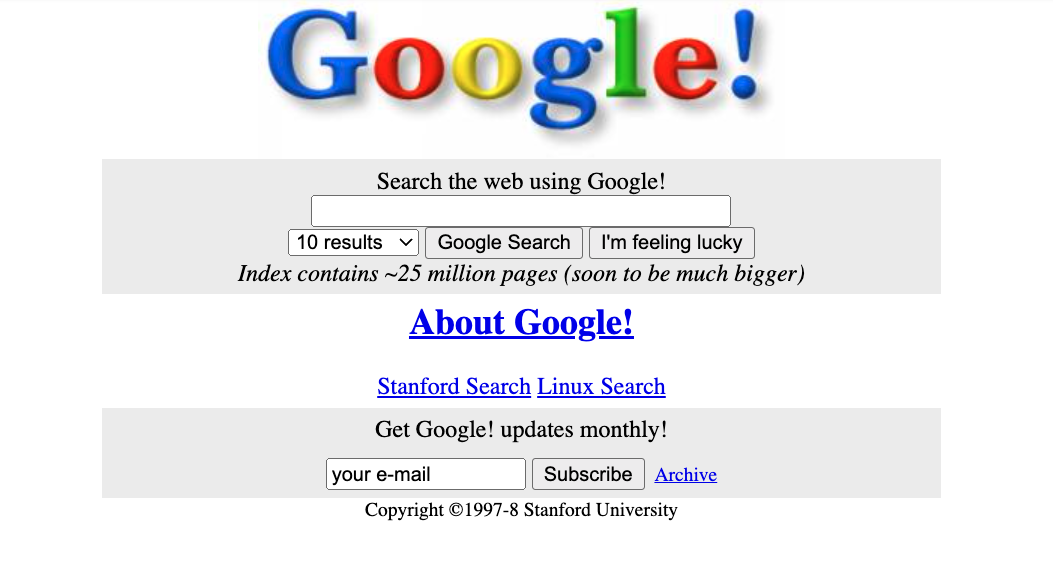 Google!
Search the web using Google!
10 results Google Search I'm feeling lucky
Index contains ~25 million pages (soon to be much bigger)
About Google!
Stanford Search Linux Search
Get Google! updates monthly!
your e-mail Subscribe Archive
Copyright ©1997-8 Stanford University